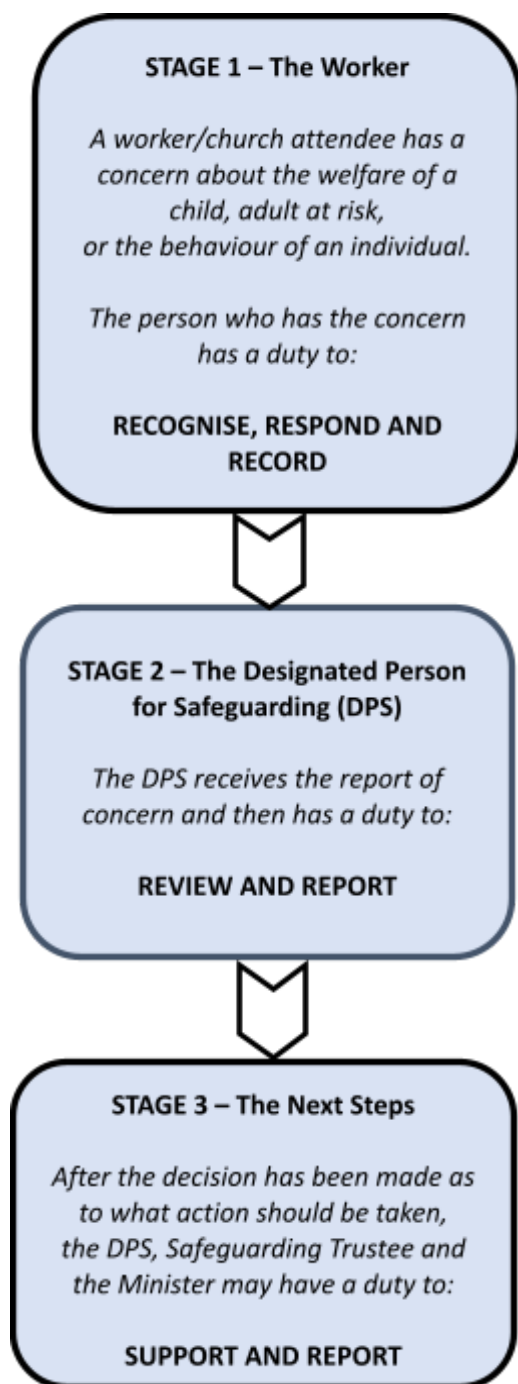 STAGE 1 – The Worker
A worker/church attendee has a
concern about the welfare of a
child, adult at risk,
or the behaviour of an individual.
The person who has the concern
has a duty to:
RECOGNISE, RESPOND AND
RECORD
STAGE 2 – The Designated Person
for Safeguarding (DPS)
The DPS receives the report of
concern and then has a duty to:
REVIEW AND REPORT
STAGE 3 – The Next Steps
After the decision has been made as
to what action should be taken,
the DPS, Safeguarding Trustee and
the Minister may have a duty to:
SUPPORT AND REPORT